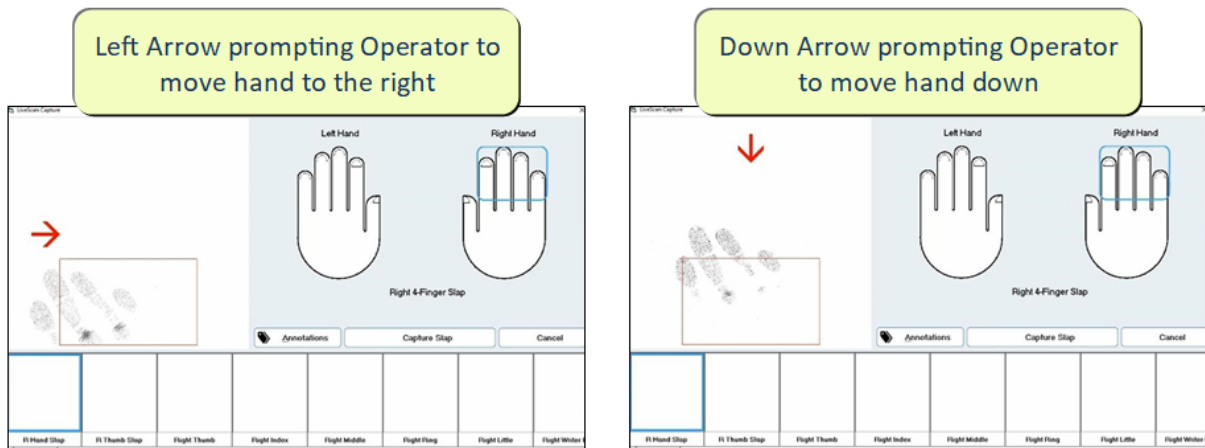 Left Arrow prompting Operator to
move hand to the right
LiveScan Capture
Left Hand
Right Hand
Right 4-Finger Slap
Annotations
Capture Slap
Cancel
Rt Hand Slap
Rt Thumb Slap
Right Thumb
Right Index
Right Middle
Right Ring
Right Little
Right Writer
Down Arrow prompting Operator
to move hand down
LiveScan Capture
Left Hand
Right Hand
Right 4-Finger Slap
Annotations
Capture Slap
Cancel
Rt Hand Slap
Rt Thumb Slap
Right Thumb
Right Index
Right Middle
Right Ring
Right Little
Right Writer